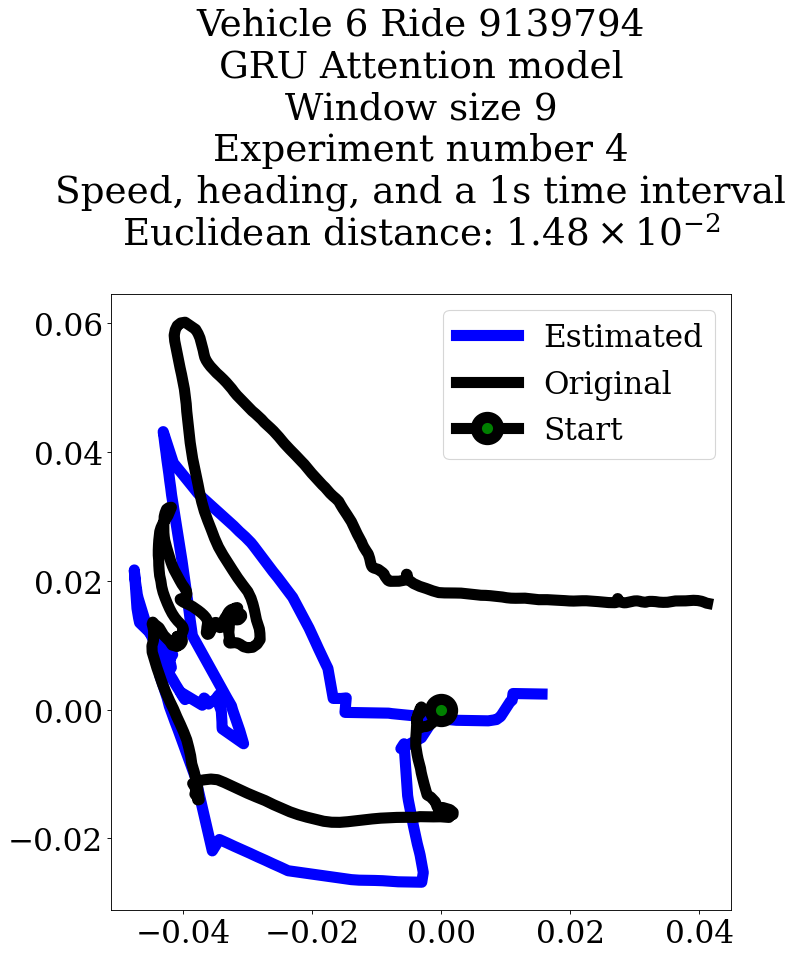 Vehicle 6 Ride 9139794
GRU Attention model
Window size 9
Experiment number 4
Speed, heading, and a 1s time interval
Euclidean distance: 1.48 × 10⁻²
0.06
0.04
0.02
0.00
−0.02
Estimated
Original
Start
−0.04
−0.02
0.00
0.02
0.04